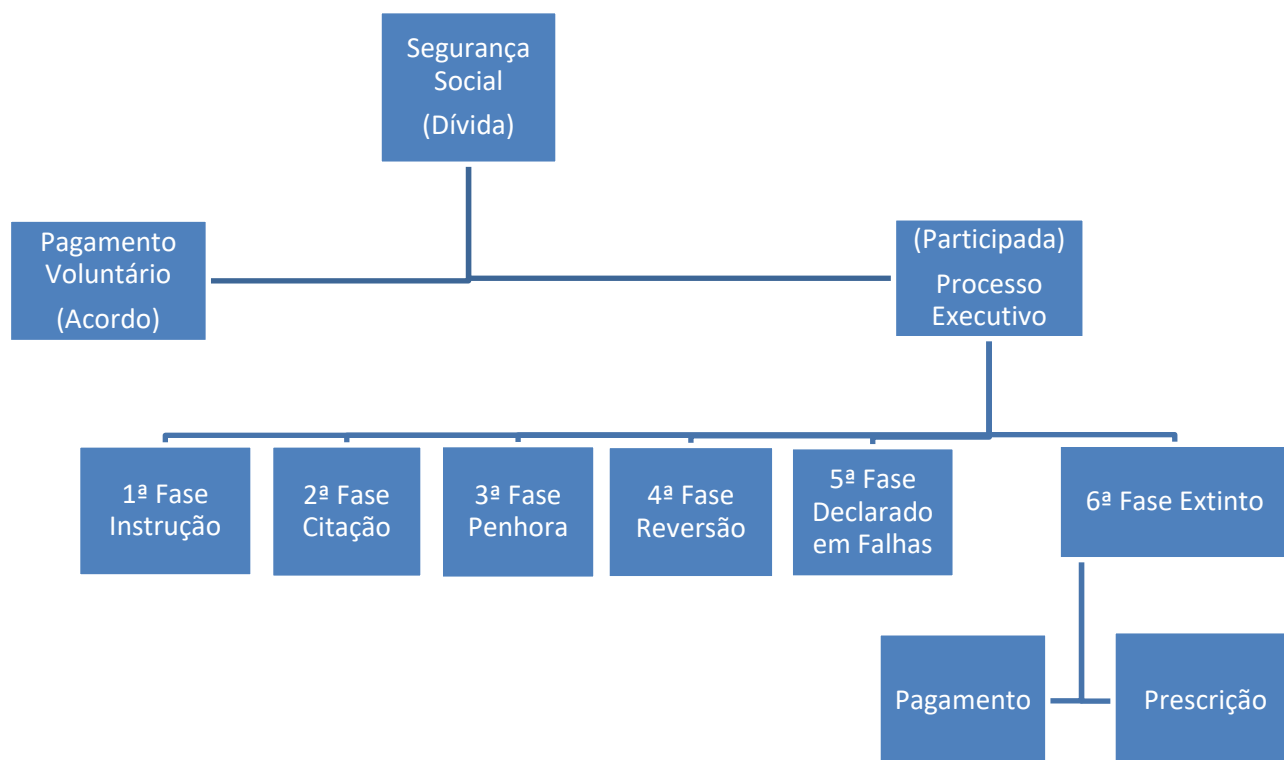 Segurança
Social
(Dívida)
Pagamento
Voluntário
(Acordo)
(Participada)
Processo
Executivo
1ª Fase
Instrução
2ª Fase
Citação
3ª Fase
Penhora
4ª Fase
Reversão
5ª Fase
Declarado
em Falhas
6ª Fase Extinto
Pagamento
Prescrição